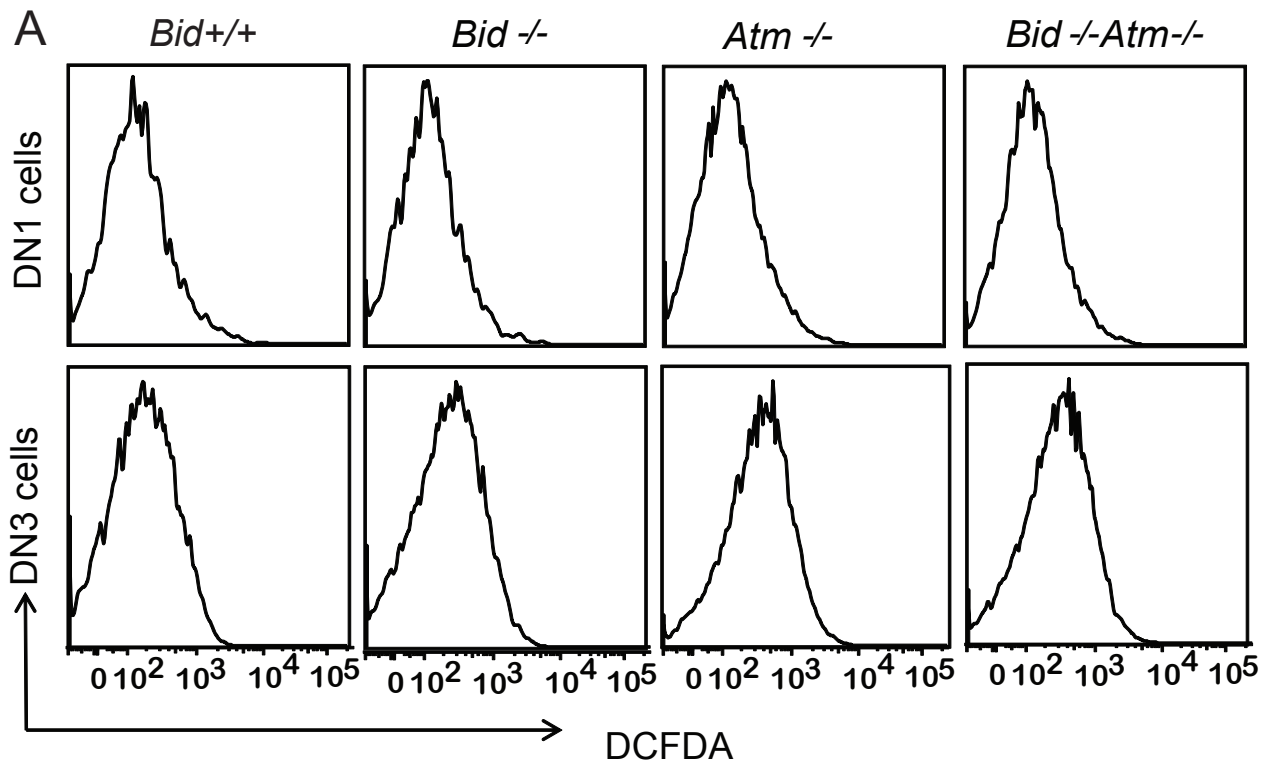 A
Bid+/+ Bid -/- Atm -/- Bid -/-Atm-/-
DN1 cells
DN3 cells
0 10² 10³ 10⁴ 10⁵ 0 10² 10³ 10⁴ 10⁵ 0 10² 10³ 10⁴ 10⁵ 0 10² 10³ 10⁴ 10⁵
DCFDA